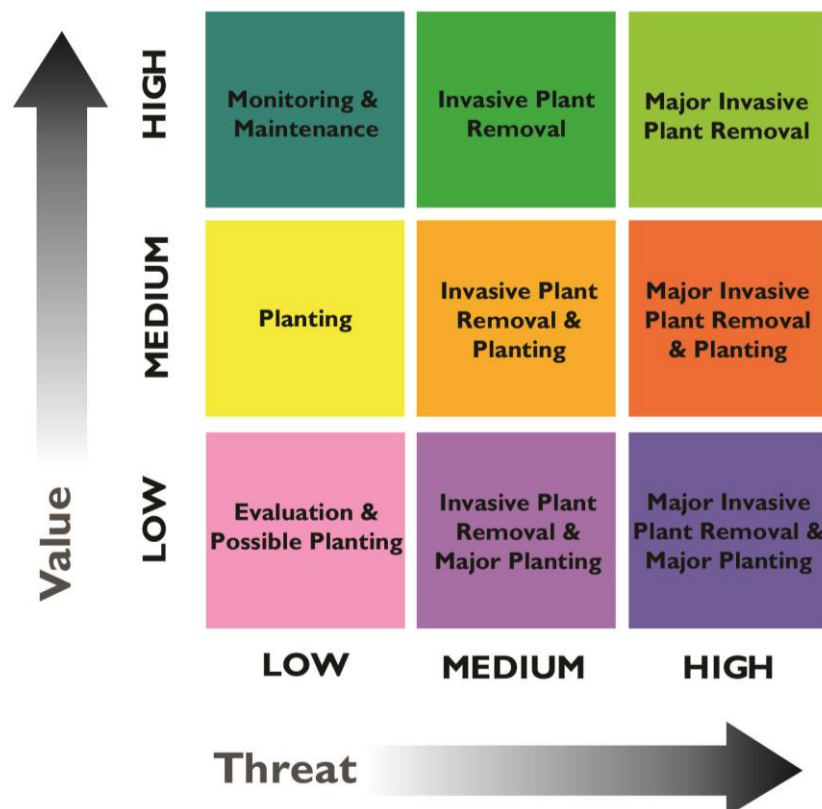 HIGH
Monitoring &
Maintenance
Invasive Plant
Removal
Major Invasive
Plant Removal
MEDIUM
Planting
Invasive Plant
Removal &
Planting
Major Invasive
Plant Removal
& Planting
LOW
Evaluation &
Possible Planting
Invasive Plant
Removal &
Major Planting
Major Invasive
Plant Removal &
Major Planting
Value
LOW
MEDIUM
HIGH
Threat